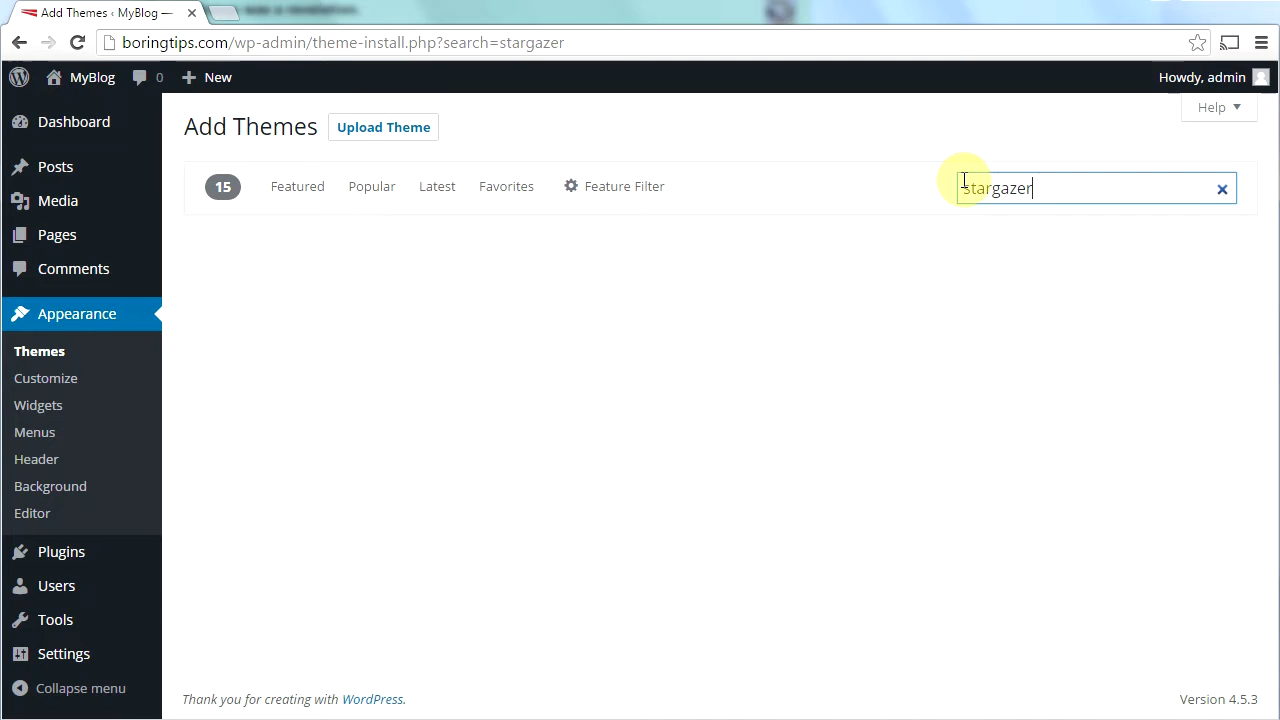 was a revelation.
Add Themes ‹ MyBlog —
boringtips.com/wp-admin/theme-install.php?search=stargazer
MyBlog 0 New Howdy, admin
Help
Add Themes Upload Theme
15 Featured Popular Latest Favorites Feature Filter stargazer
Dashboard
Posts
Media
Pages
Comments
Appearance
Themes
Customize
Widgets
Menus
Header
Background
Editor
Plugins
Users
Tools
Settings
Collapse menu
Thank you for creating with WordPress. Version 4.5.3